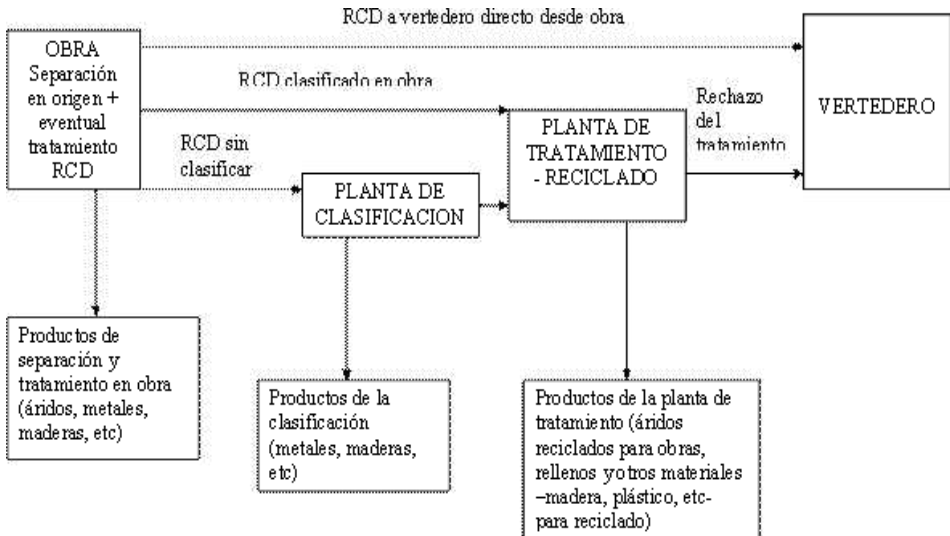 RCD a vertedero directo desde obra
OBRA
Separación
en origen +
eventual
tratamiento
RCD
RCD clasificado en obra
RCD sin
clasificar
PLANTA DE
CLASIFICACION
PLANTA DE
TRATAMIENTO
- RECICLADO
Rechazo
del
tratamiento
VERTEDERO
Productos de
separación y
tratamiento en obra
(áridos, metales,
maderas, etc)
Productos de la
clasificación
(metales, maderas,
etc)
Productos de la planta de
tratamiento (áridos
reciclados para obras,
rellenos y otros materiales
–madera, plástico, etc-
para reciclado)